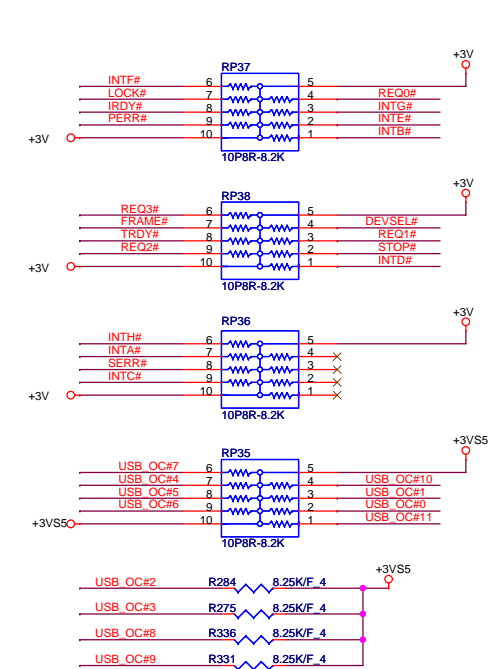 RP37
+3V
INTF# 6 5
LOCK# 7 4 REQ0#
IRDY# 8 3 INTG#
PERR# 9 2 INTE#
+3V 10 1 INTB#
10P8R-8.2K
RP38
+3V
REQ3# 6 5
FRAME# 7 4 DEVSEL#
TRDY# 8 3 REQ1#
REQ2# 9 2 STOP#
+3V 10 1 INTD#
10P8R-8.2K
RP36
+3V
INTH# 6 5
INTA# 7 4
SERR# 8 3
INTC# 9 2
+3V 10 1
10P8R-8.2K
RP35
+3VS5
USB_OC#7 6 5
USB_OC#4 7 4 USB_OC#10
USB_OC#5 8 3 USB_OC#1
USB_OC#6 9 2 USB_OC#0
+3VS5 10 1 USB_OC#11
10P8R-8.2K
+3VS5
USB_OC#2 R284 8.25K/F_4
USB_OC#3 R275 8.25K/F_4
USB_OC#8 R336 8.25K/F_4
USB_OC#9 R331 8.25K/F_4